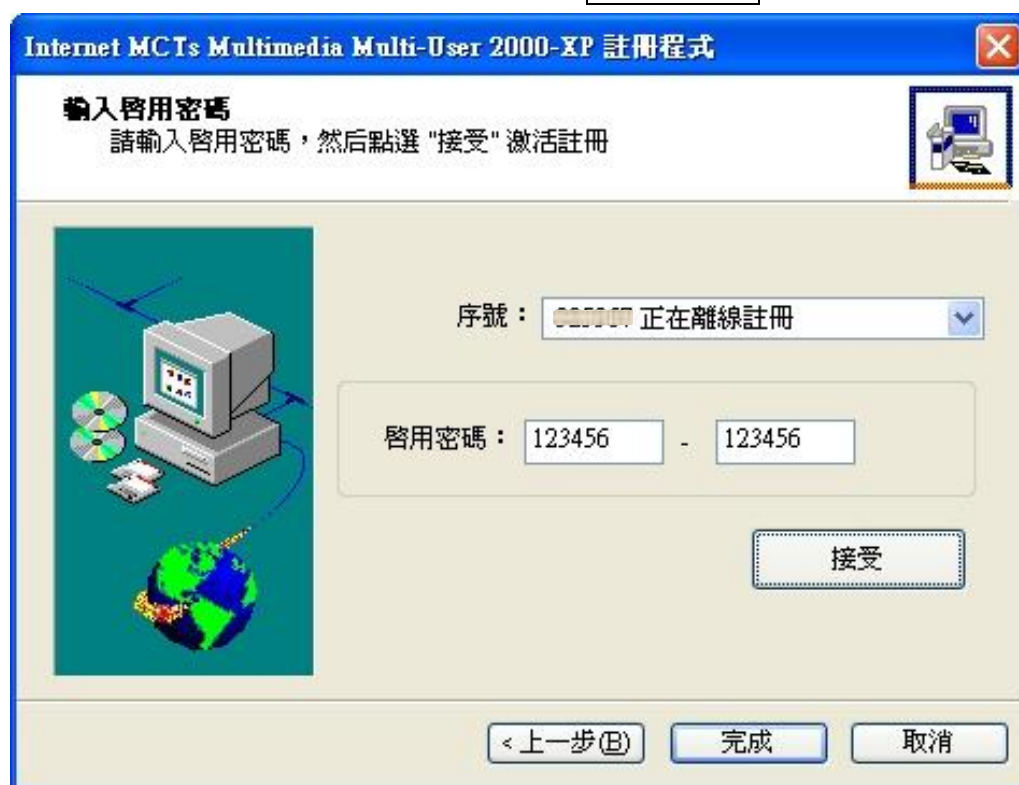 Internet MCTs Multimedia Multi-User 2000-XP 註冊程式
輸入啓用密碼
請輸入啓用密碼，然后點選 "接受" 激活註冊
序號： 正在離線註冊
啓用密碼： 123456 - 123456
接受
<上一步(B) 完成 取消